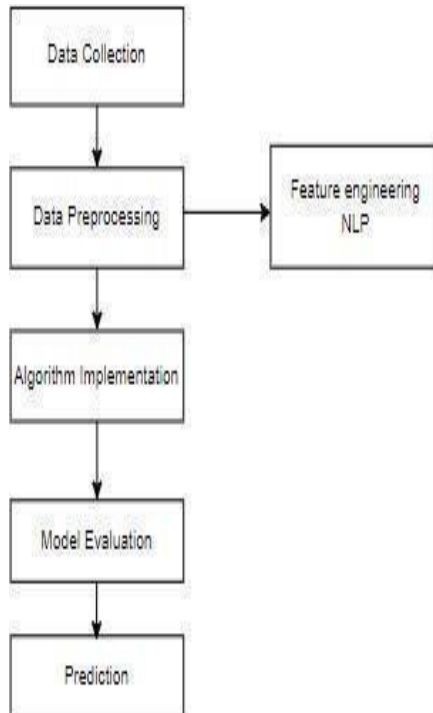 Data Collection
Data Preprocessing
Feature engineering
NLP
Algorithm Implementation
Model Evaluation
Prediction